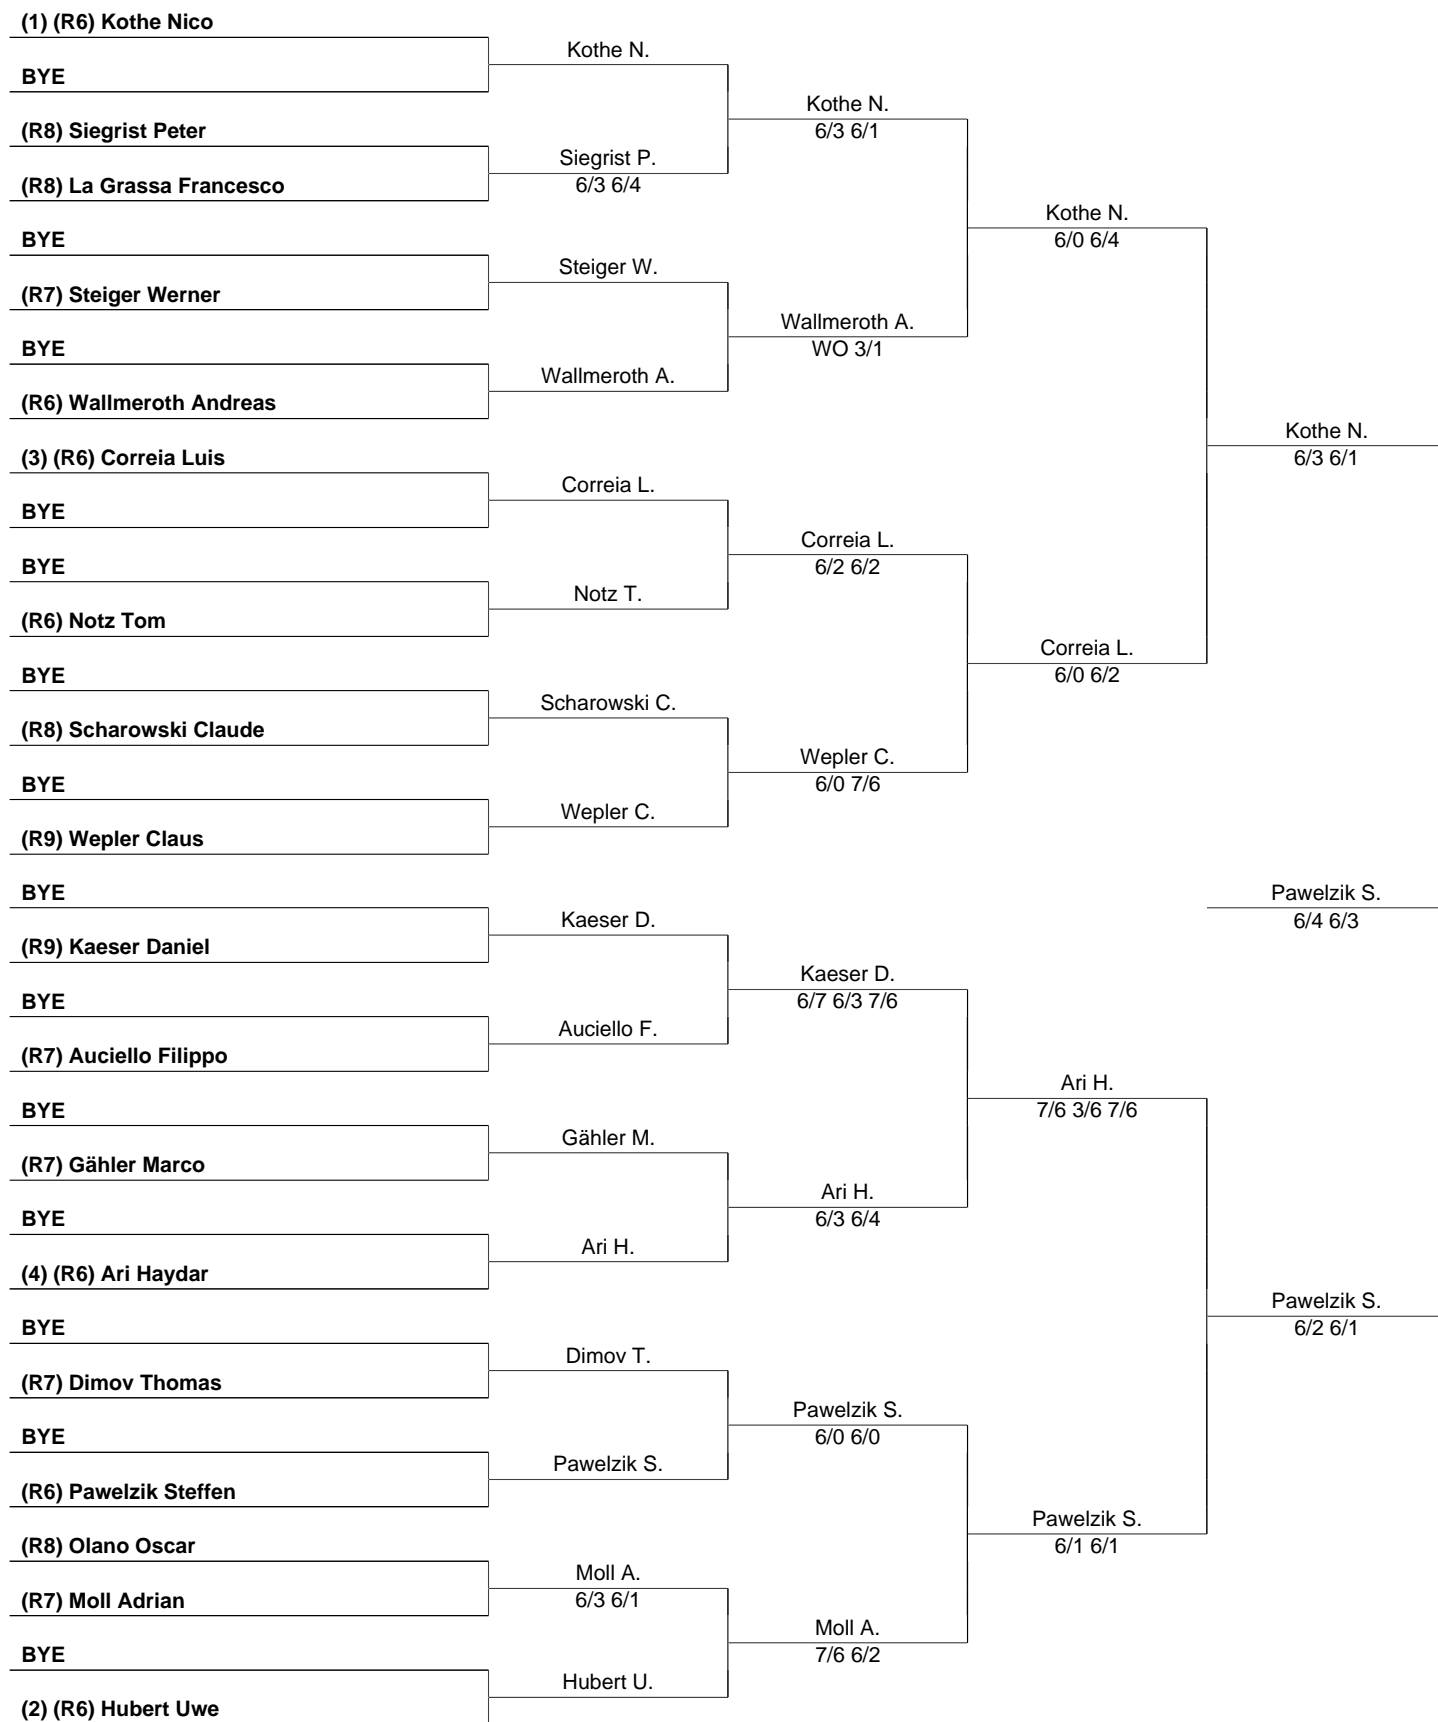 (1) (R6) Kothe Nico
BYE
(R8) Siegrist Peter
(R8) La Grassa Francesco
BYE
(R7) Steiger Werner
BYE
(R6) Wallmeroth Andreas
(3) (R6) Correia Luis
BYE
BYE
(R6) Notz Tom
BYE
(R8) Scharowski Claude
BYE
(R9) Wepler Claus
BYE
(R9) Kaeser Daniel
BYE
(R7) Auciello Filippo
BYE
(R7) Gähler Marco
BYE
(4) (R6) Ari Haydar
BYE
(R7) Dimov Thomas
BYE
(R6) Pawelzik Steffen
(R8) Olano Oscar
(R7) Moll Adrian
BYE
(2) (R6) Hubert Uwe
Kothe N.
Siegrist P.
6/3 6/4
Steiger W.
Wallmeroth A.
Correia L.
Notz T.
Scharowski C.
Wepler C.
Kaeser D.
Auciello F.
Gähler M.
Ari H.
Dimov T.
Pawelzik S.
Moll A.
6/3 6/1
Hubert U.
Kothe N.
6/3 6/1
Wallmeroth A.
WO 3/1
Correia L.
6/2 6/2
Wepler C.
6/0 7/6
Kaeser D.
6/7 6/3 7/6
Ari H.
6/3 6/4
Pawelzik S.
6/0 6/0
Moll A.
7/6 6/2
Kothe N.
6/0 6/4
Correia L.
6/0 6/2
Ari H.
7/6 3/6 7/6
Pawelzik S.
6/1 6/1
Kothe N.
6/3 6/1
Pawelzik S.
6/4 6/3
Pawelzik S.
6/2 6/1